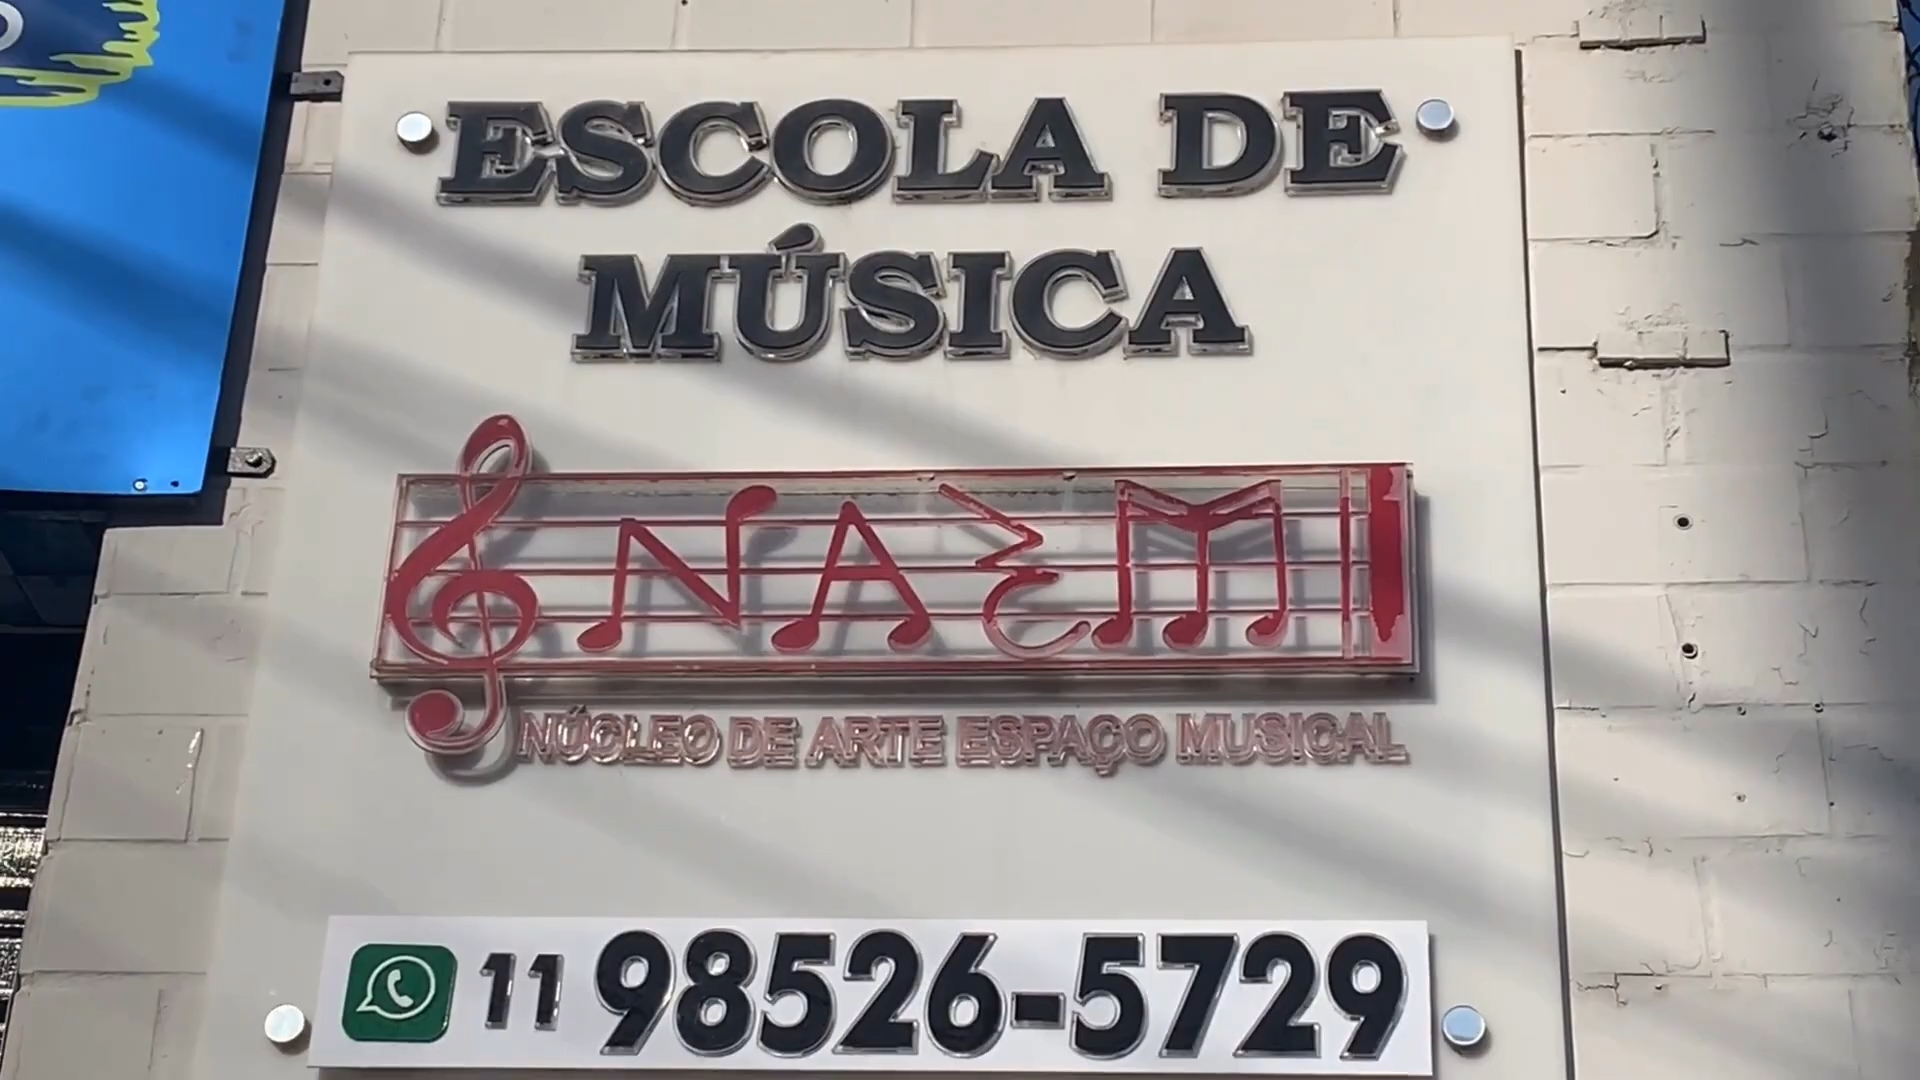 ESCOLA DE
MÚSICA
NAEM
NÚCLEO DE ARTE ESPAÇO MUSICAL
11 98526-5729